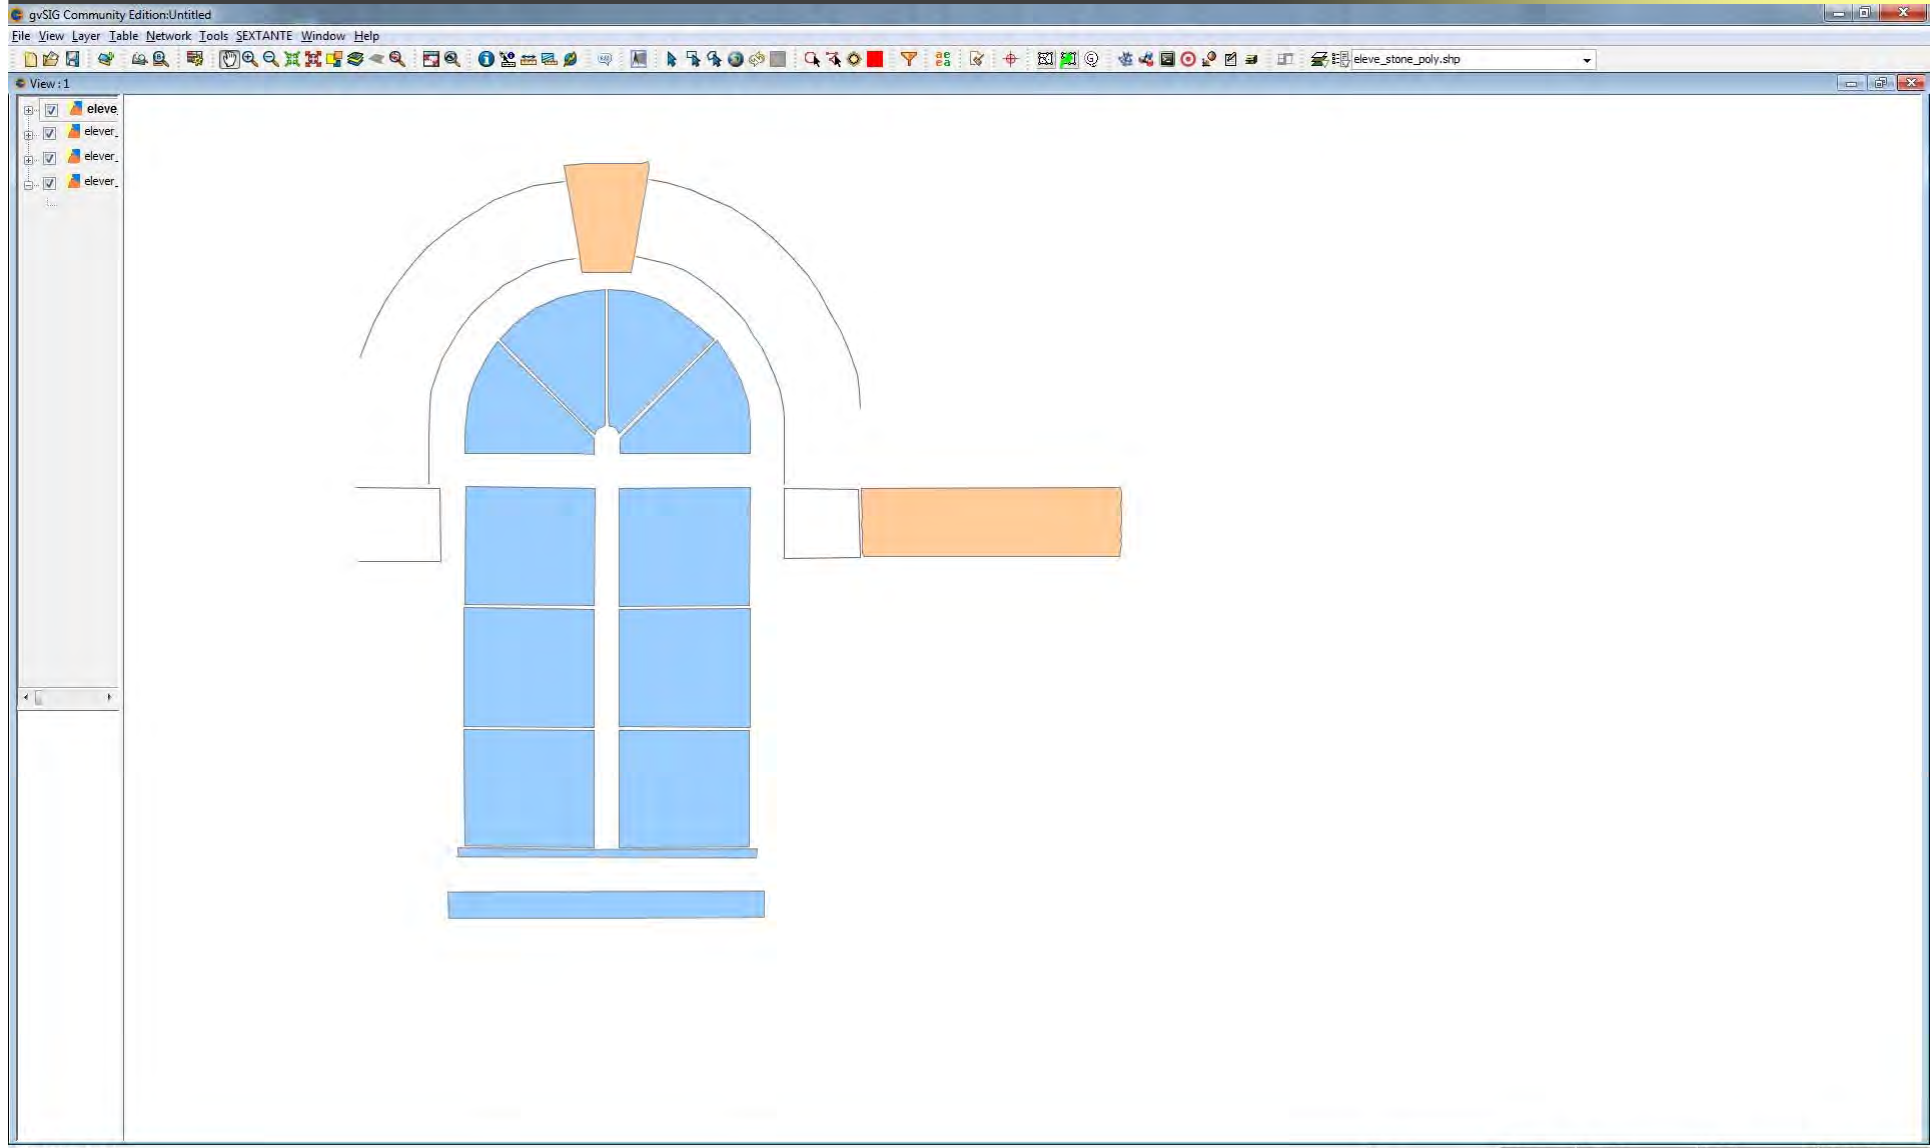 gvSIG Community Edition:Untitled
File View Layer Table Network Tools SEXTANTE Window Help
eleve_stone_poly.shp
View : 1
eleve_
elever_
elever_
elever_